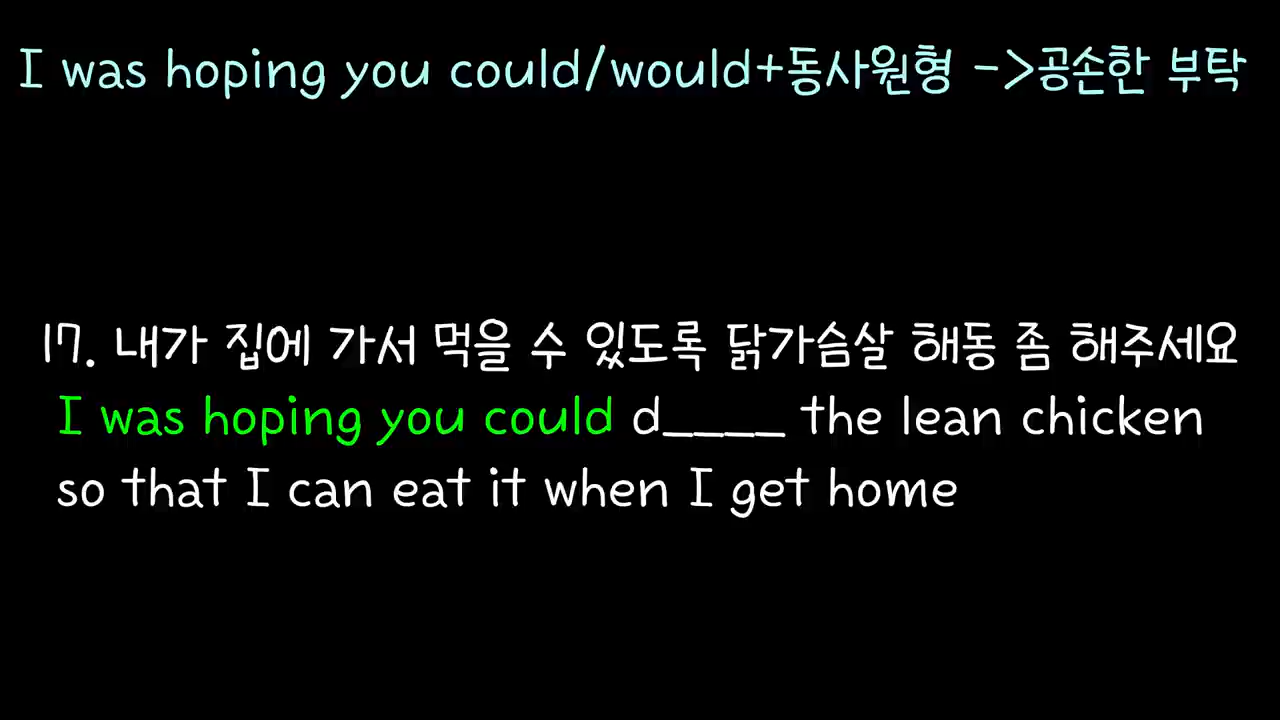 I was hoping you could/would+동사원형 ->공손한 부탁
17. 내가 집에 가서 먹을 수 있도록 닭가슴살 해동 좀 해주세요
I was hoping you could d____ the lean chicken
so that I can eat it when I get home